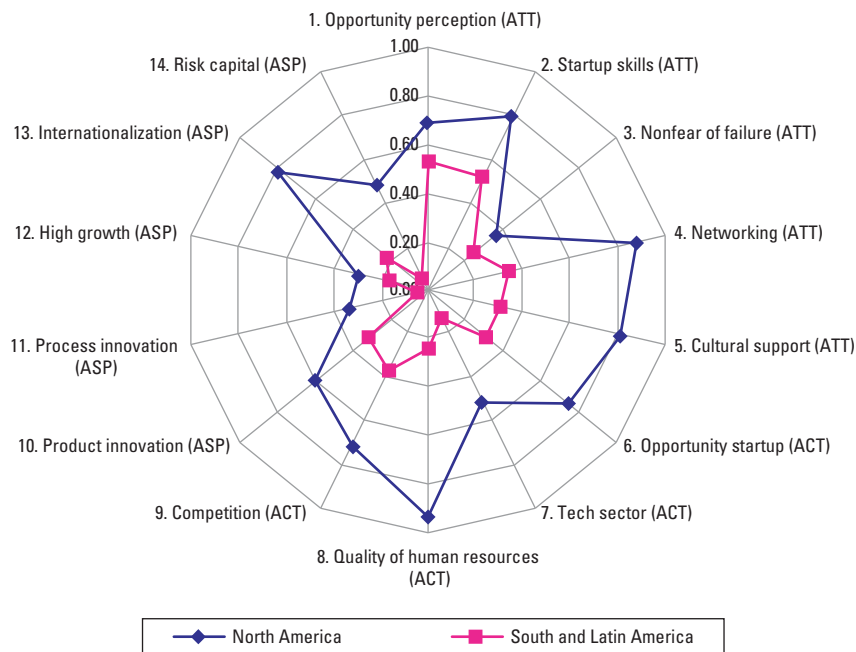 1. Opportunity perception (ATT)
1.00
14. Risk capital (ASP)
2. Startup skills (ATT)
0.80
13. Internationalization (ASP)
3. Nonfear of failure (ATT)
0.60
0.40
12. High growth (ASP)
4. Networking (ATT)
0.20
0.00
11. Process innovation
(ASP)
5. Cultural support (ATT)
10. Product innovation (ASP)
6. Opportunity startup (ACT)
9. Competition (ACT)
7. Tech sector (ACT)
8. Quality of human resources
(ACT)
North America
South and Latin America